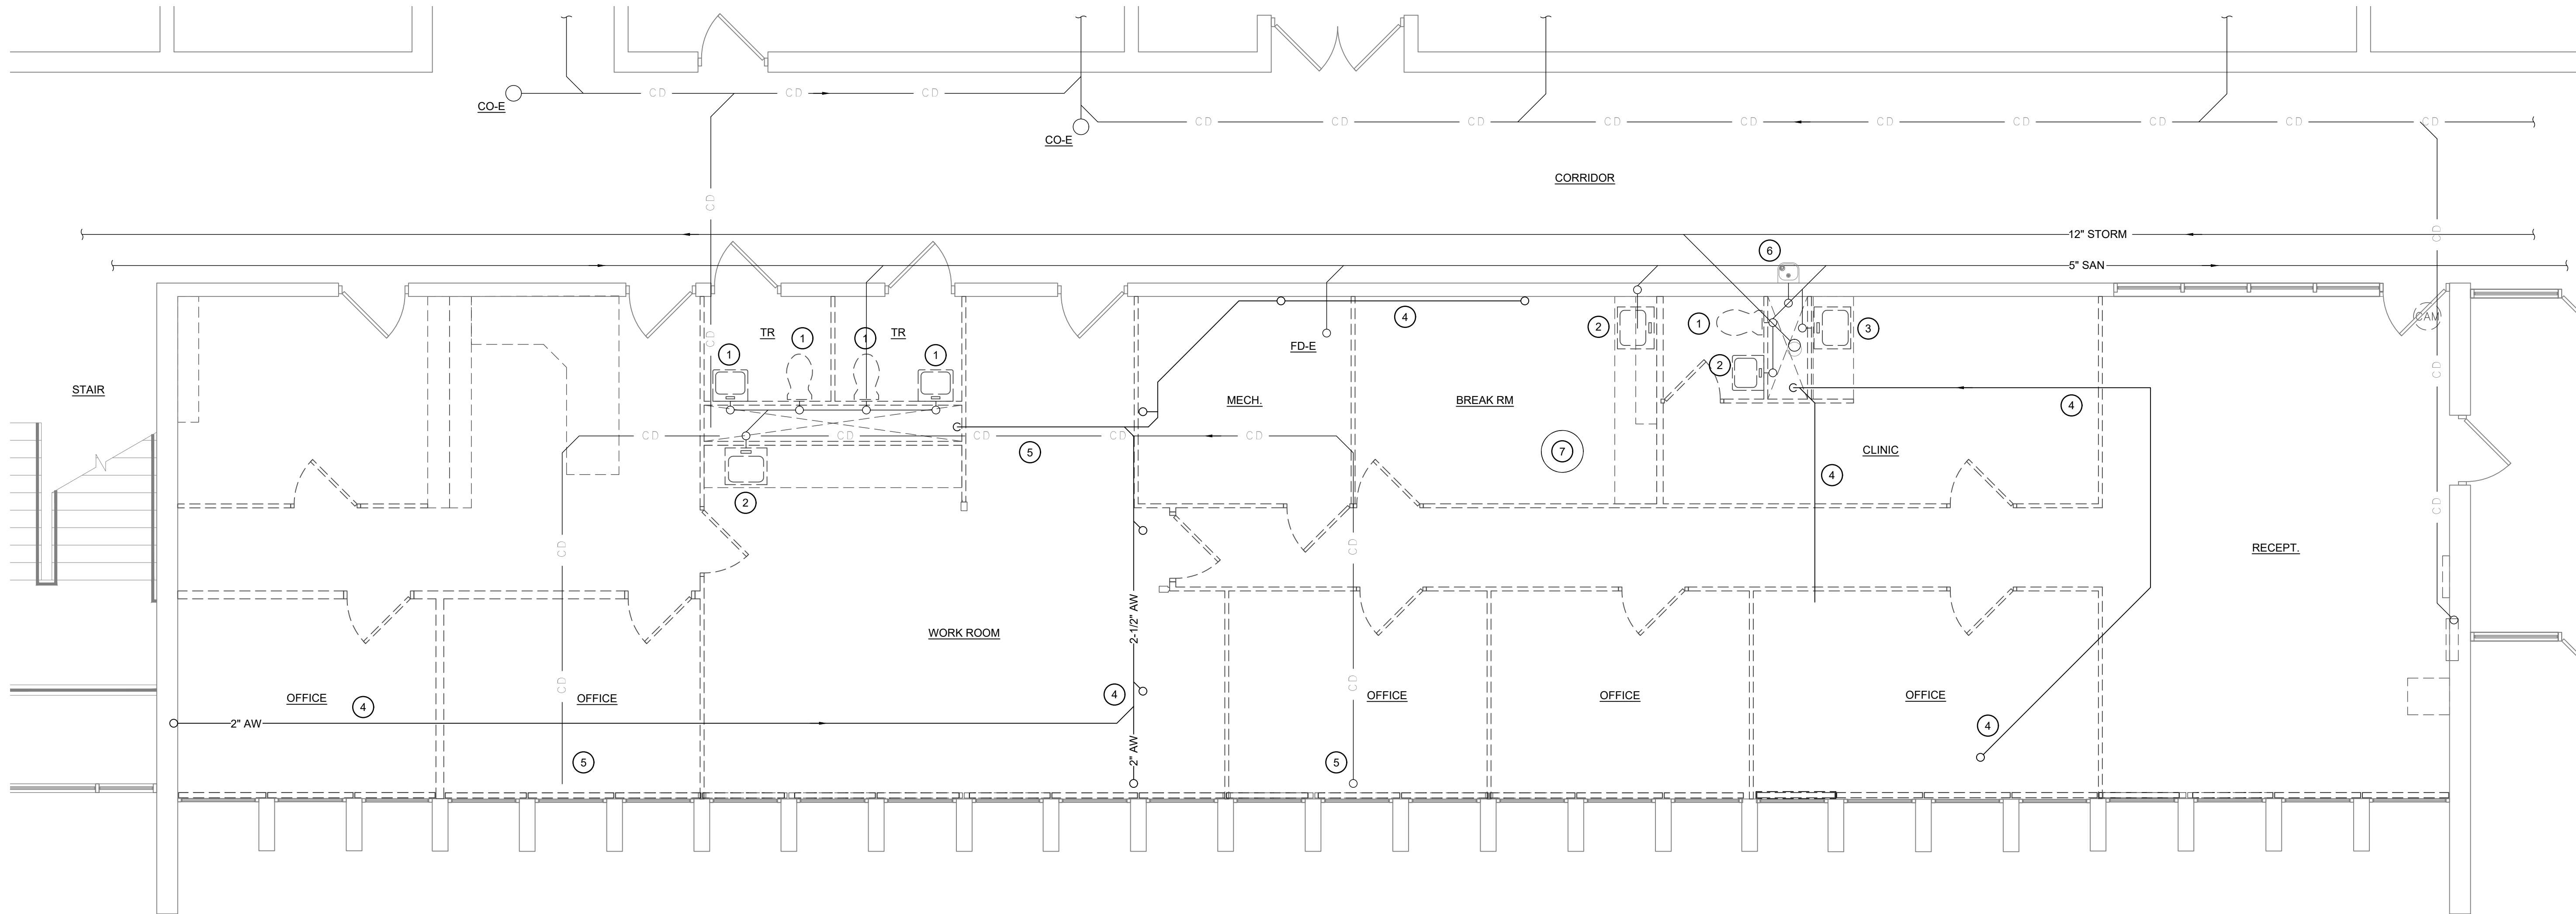 CD
CD
CD
CO-E
CO-E
CD
CD
CD
CD
CD
CD
CD
CD
CD
CD
CORRIDOR
CD
12" STORM
CD
6
5" SAN
CAM
TR
1
1
TR
1
1
CD
FD-E
4
2
1
3
2
STAIR
MECH.
BREAK RM
4
CD
CD
CD
CD
CD
5
7
CLINIC
4
2
CD
CD
CD
RECEPT.
2-1/2" AW
WORK ROOM
OFFICE
4
OFFICE
CD
4
CD
OFFICE
OFFICE
OFFICE
2" AW
4
2" AW
5
5